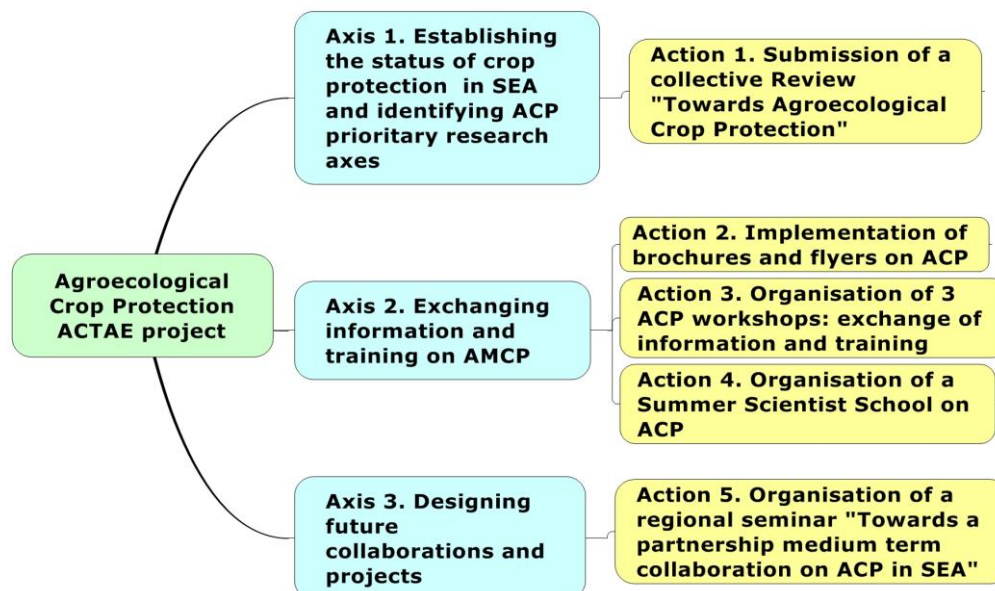 Agroecological
Crop Protection
ACTAE project
Axis 1. Establishing
the status of crop
protection in SEA
and identifying ACP
prioritary research
axes
Action 1. Submission of a
collective Review
"Towards Agroecological
Crop Protection"
Axis 2. Exchanging
information and
training on AMCP
Action 2. Implementation of
brochures and flyers on ACP
Action 3. Organisation of 3
ACP workshops: exchange of
information and training
Action 4. Organisation of a
Summer Scientist School on
ACP
Axis 3. Designing
future
collaborations and
projects
Action 5. Organisation of a
regional seminar "Towards a
partnership medium term
collaboration on ACP in SEA"